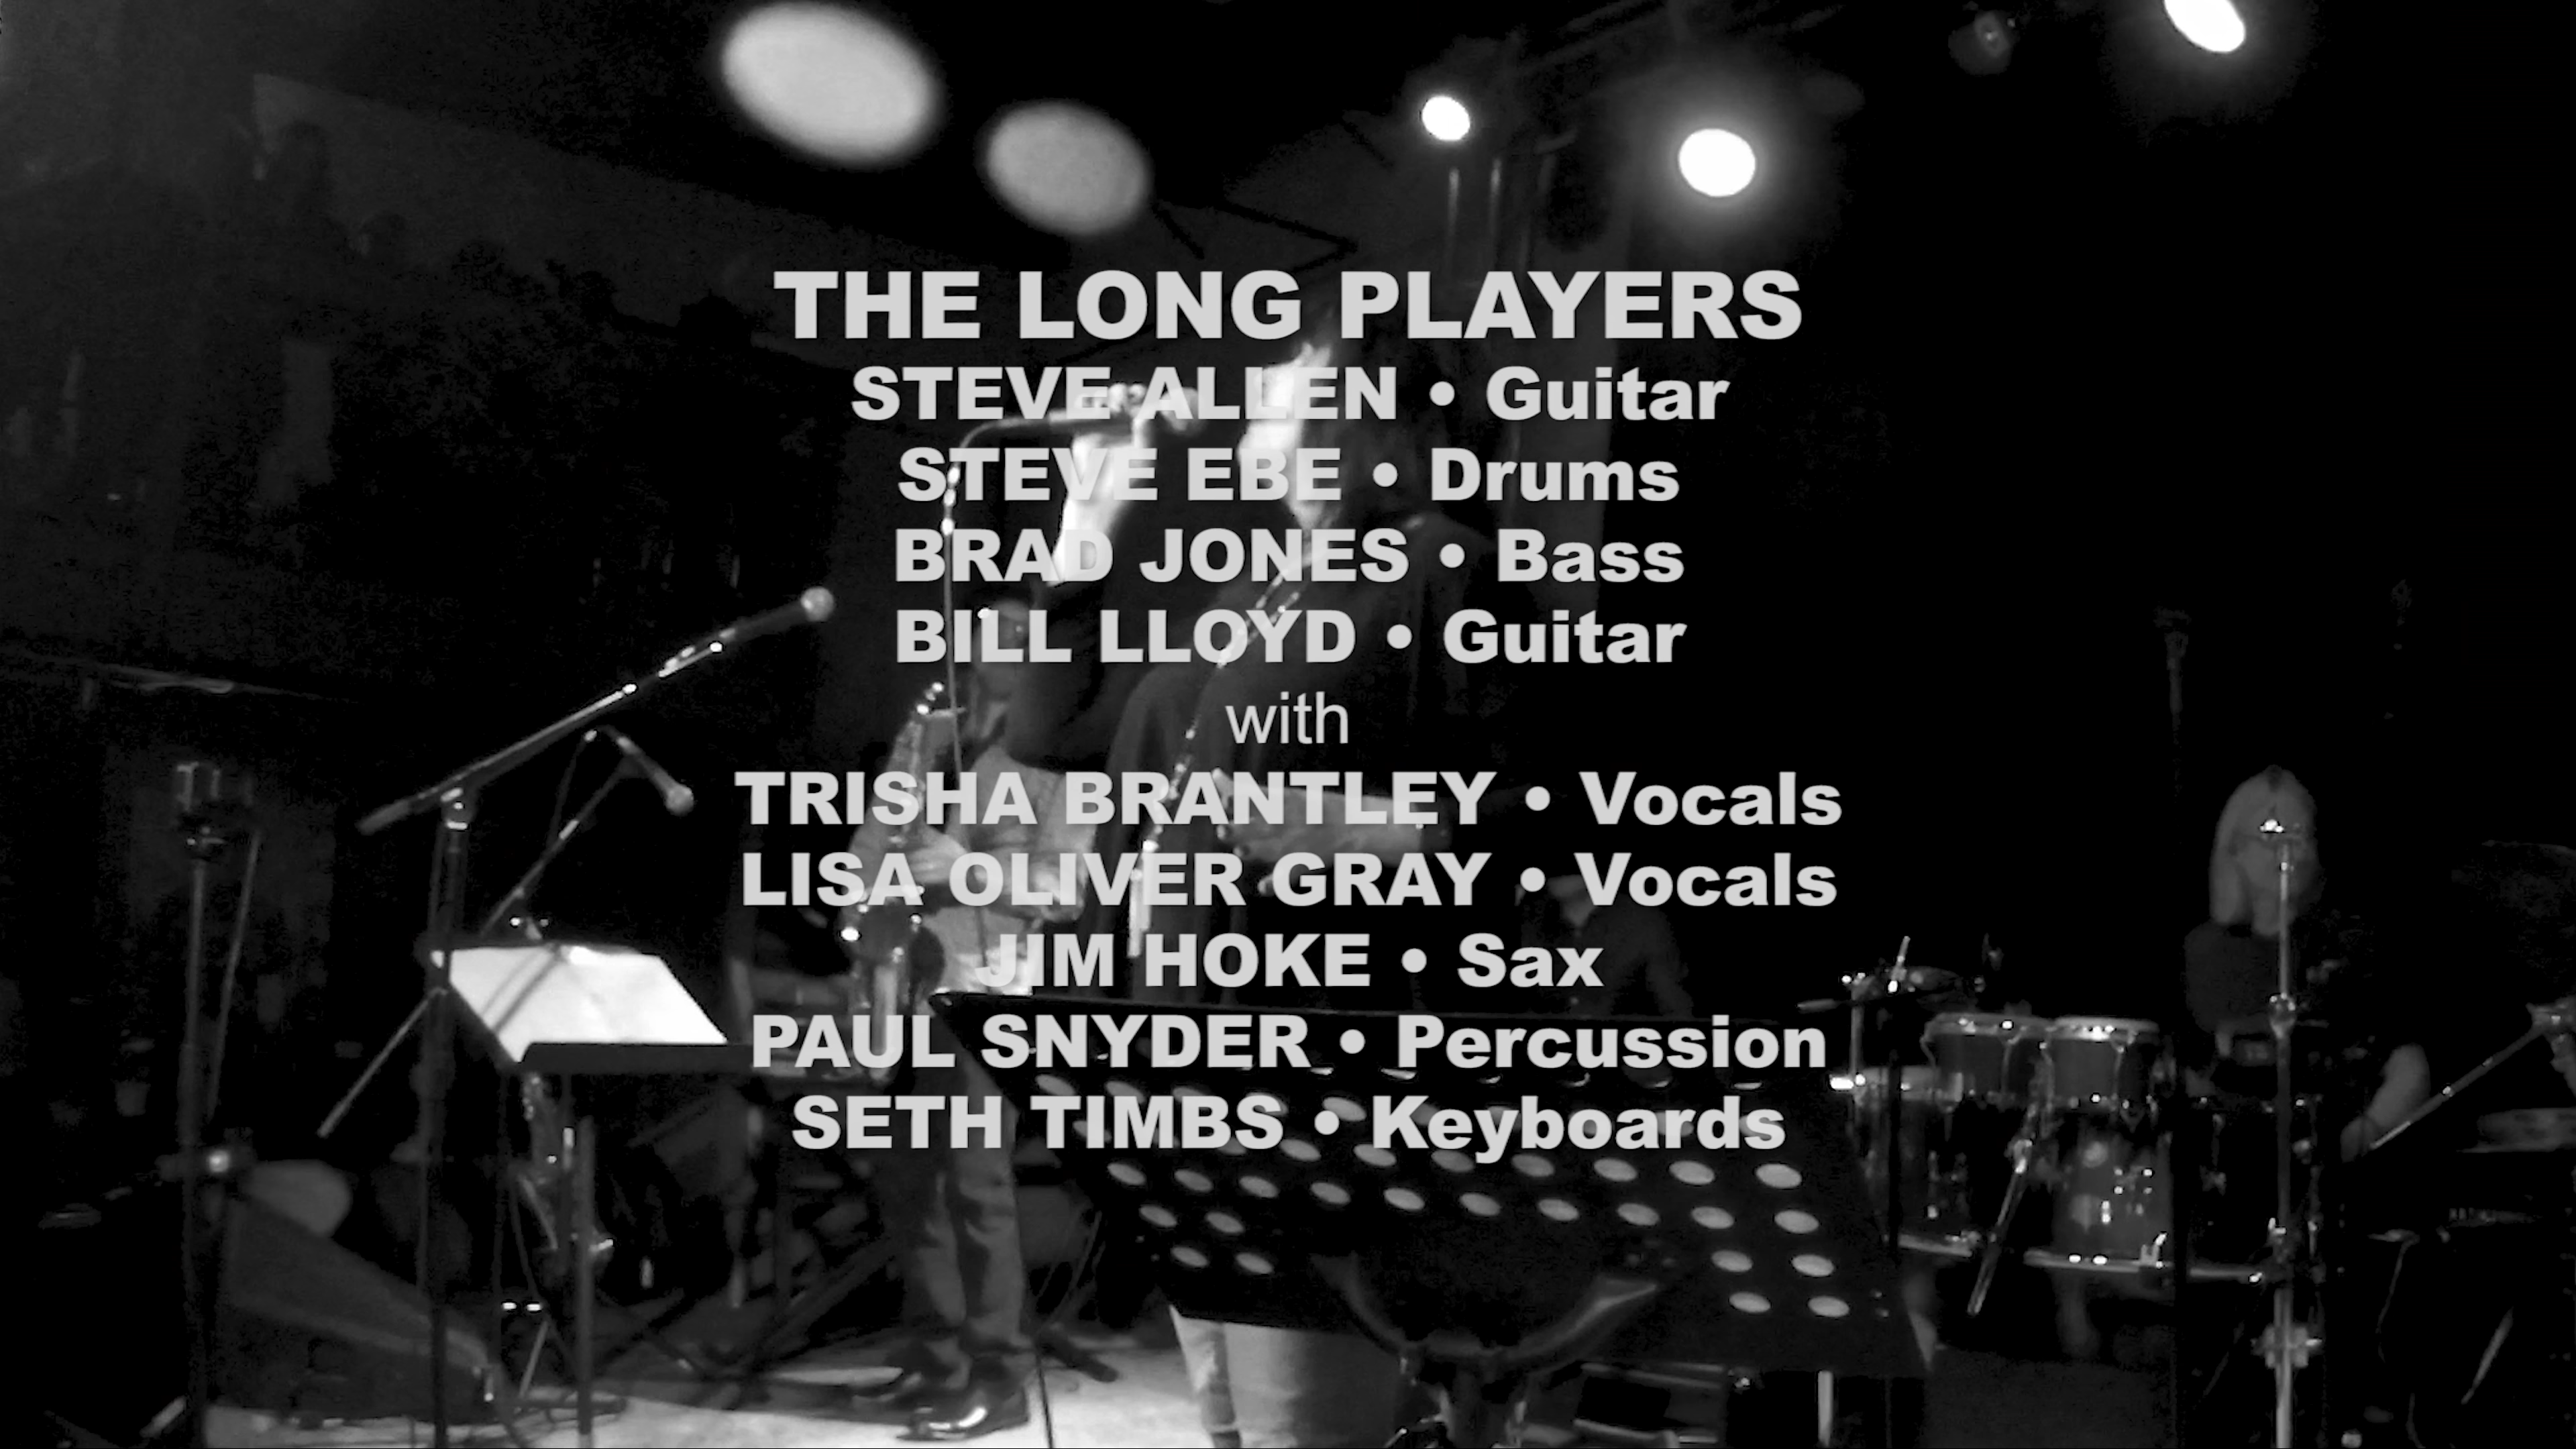 THE LONG PLAYERS
STEVE ALLEN • Guitar
STEVE EBE • Drums
BRAD JONES • Bass
BILL LLOYD • Guitar
with
TRISHA BRANTLEY • Vocals
LISA OLIVER GRAY • Vocals
JIM HOKE • Sax
PAUL SNYDER • Percussion
SETH TIMBS • Keyboards